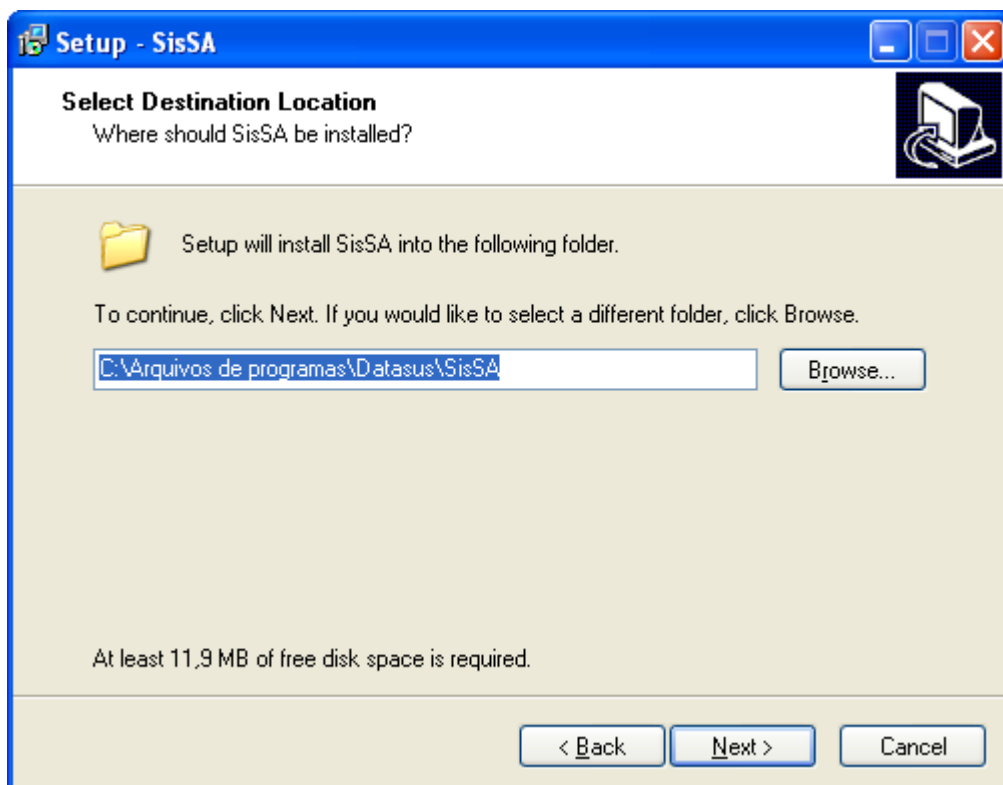 Setup - SisSA
Select Destination Location
Where should SisSA be installed?
Setup will install SisSA into the following folder.
To continue, click Next. If you would like to select a different folder, click Browse.
C:\Arquivos de programas\Datasus\SisSA
Browse...
At least 11,9 MB of free disk space is required.
< Back
Next >
Cancel